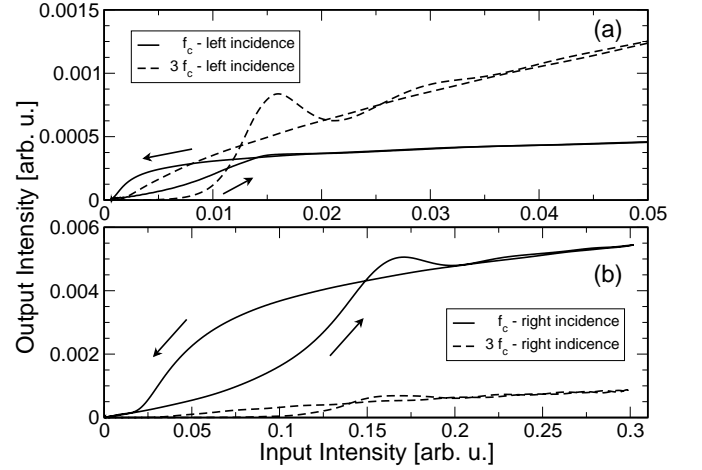 0.0015
(a)
f_c - left incidence
3 f_c - left incidence
0.001
0.0005
0
0 0.01 0.02 0.03 0.04 0.05
Output Intensity [arb. u.]
0.006
(b)
0.004
f_c - right incidence
3 f_c - right indicence
0.002
0
0 0.05 0.1 0.15 0.2 0.25 0.3
Input Intensity [arb. u.]